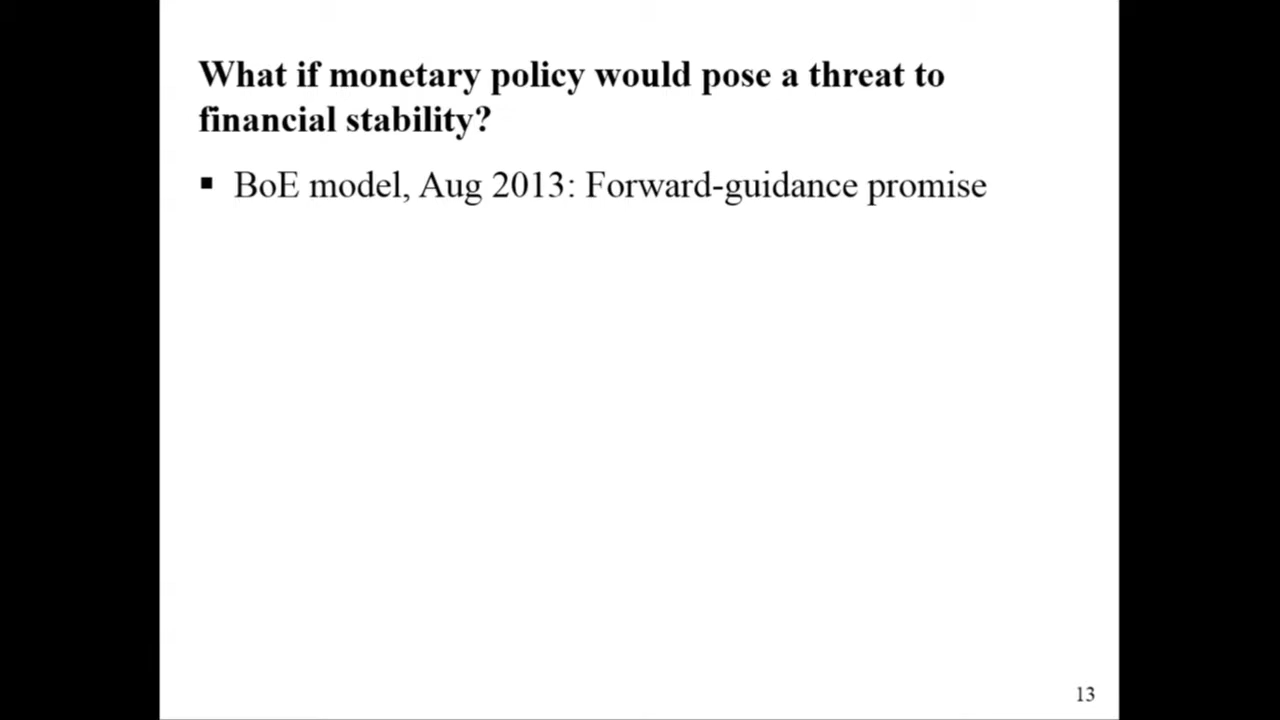 What if monetary policy would pose a threat to
financial stability?
▪ BoE model, Aug 2013: Forward-guidance promise
13